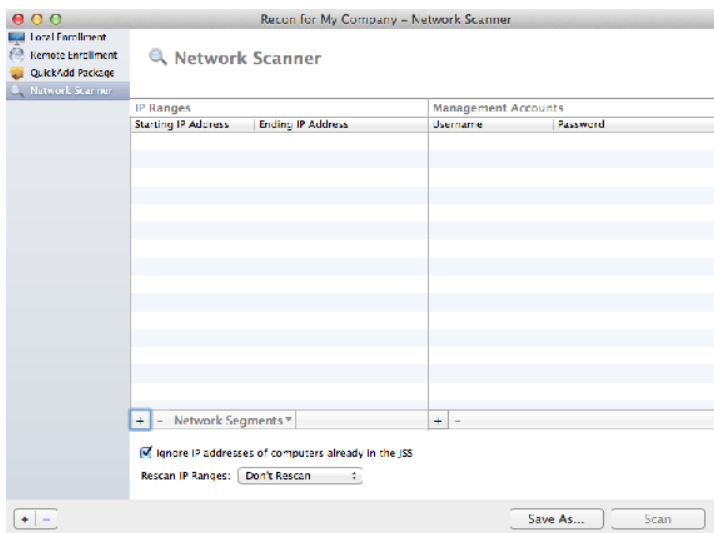 Recon for My Company – Network Scanner
Local Enrollment
Remote Enrollment
QuickAdd Package
Network Scanner
Network Scanner
IP Ranges
Management Accounts
Starting IP Address Ending IP Address
Username Password
+ – Network Segments ▾
+ –
Ignore IP addresses of computers already in the JSS
Rescan IP Ranges: Don't Rescan
+ –
Save As... Scan